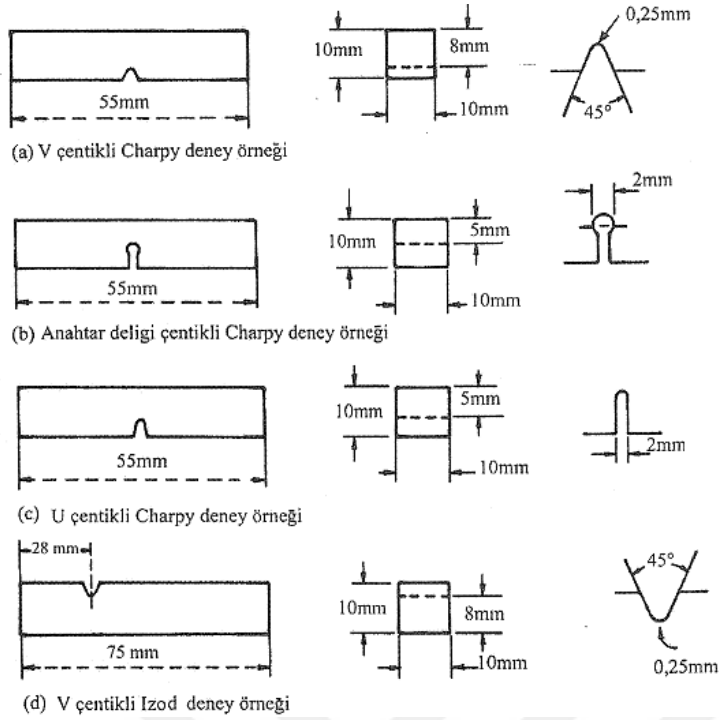 0,25mm
10mm
8mm
55mm
10mm
45°
(a) V çentikli Charpy deney örneği
2mm
10mm
5mm
55mm
10mm
(b) Anahtar deligi çentikli Charpy deney örneği
10mm
5mm
55mm
10mm
2mm
(c) U çentikli Charpy deney örneği
28 mm
45°
10mm
8mm
75 mm
10mm
0,25mm
(d) V çentikli Izod deney örneği